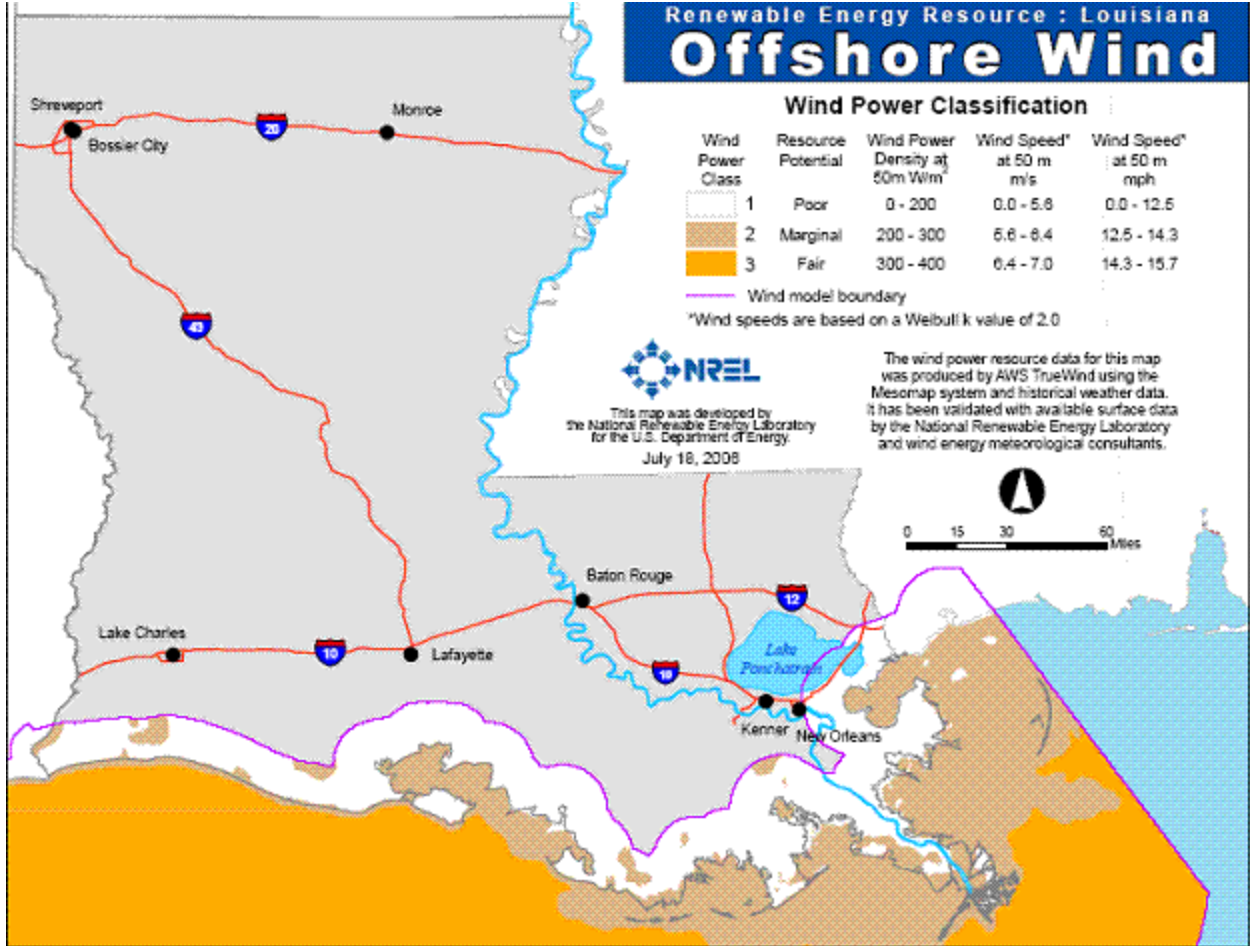 Renewable Energy Resource : Louisiana
Offshore Wind
Wind Power Classification
Wind Power Class
Resource Potential
Wind Power Density at 50m W/m²
Wind Speed* at 50 m m/s
Wind Speed* at 50 m mph
1 Poor 0 - 200 0.0 - 5.6 0.0 - 12.5
2 Marginal 200 - 300 5.6 - 6.4 12.5 - 14.3
3 Fair 300 - 400 6.4 - 7.0 14.3 - 15.7
Wind model boundary
*Wind speeds are based on a Weibull k value of 2.0
NREL
This map was developed by
the National Renewable Energy Laboratory
for the U.S. Department of Energy.
July 18, 2006
The wind power resource data for this map
was produced by AWS TrueWind using the
Mesomap system and historical weather data.
It has been validated with available surface data
by the National Renewable Energy Laboratory
and wind energy meteorological consultants.
0 15 30 60 Miles
Shreveport
Bossier City
20
Monroe
Baton Rouge
12
Lake Charles
10
Lafayette
10
Lake
Ponchatrain
Kenner
New Orleans